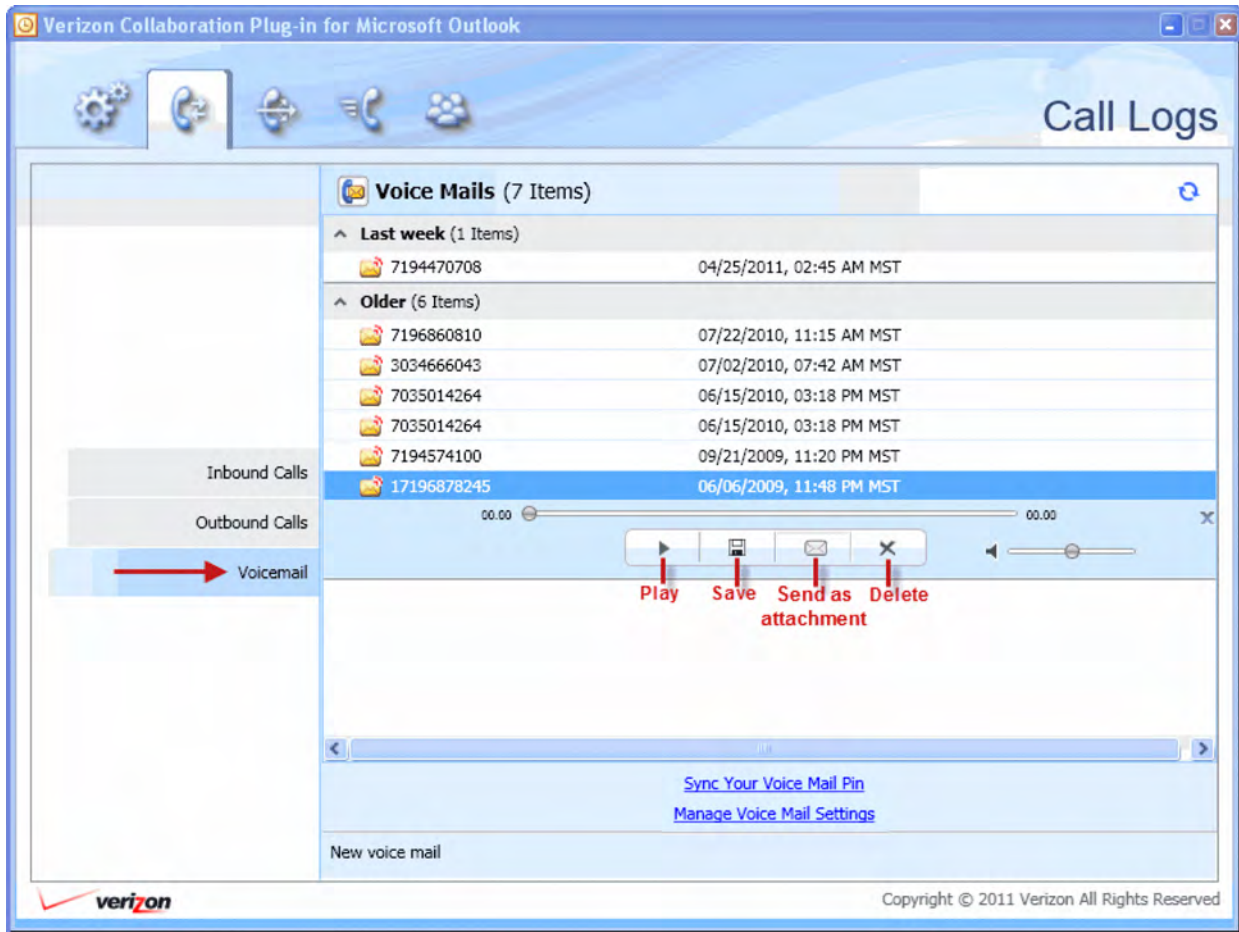 Verizon Collaboration Plug-in for Microsoft Outlook
Call Logs
Voice Mails (7 Items)
Last week (1 Items)
7194470708 04/25/2011, 02:45 AM MST
Older (6 Items)
7196860810 07/22/2010, 11:15 AM MST
3034666043 07/02/2010, 07:42 AM MST
7035014264 06/15/2010, 03:18 PM MST
7035014264 06/15/2010, 03:18 PM MST
7194574100 09/21/2009, 11:20 PM MST
17196878245 06/06/2009, 11:48 PM MST
Inbound Calls
Outbound Calls
Voicemail
00.00 00.00
Play Save Send as Delete
attachment
Sync Your Voice Mail Pin
Manage Voice Mail Settings
New voice mail
verizon
Copyright © 2011 Verizon All Rights Reserved